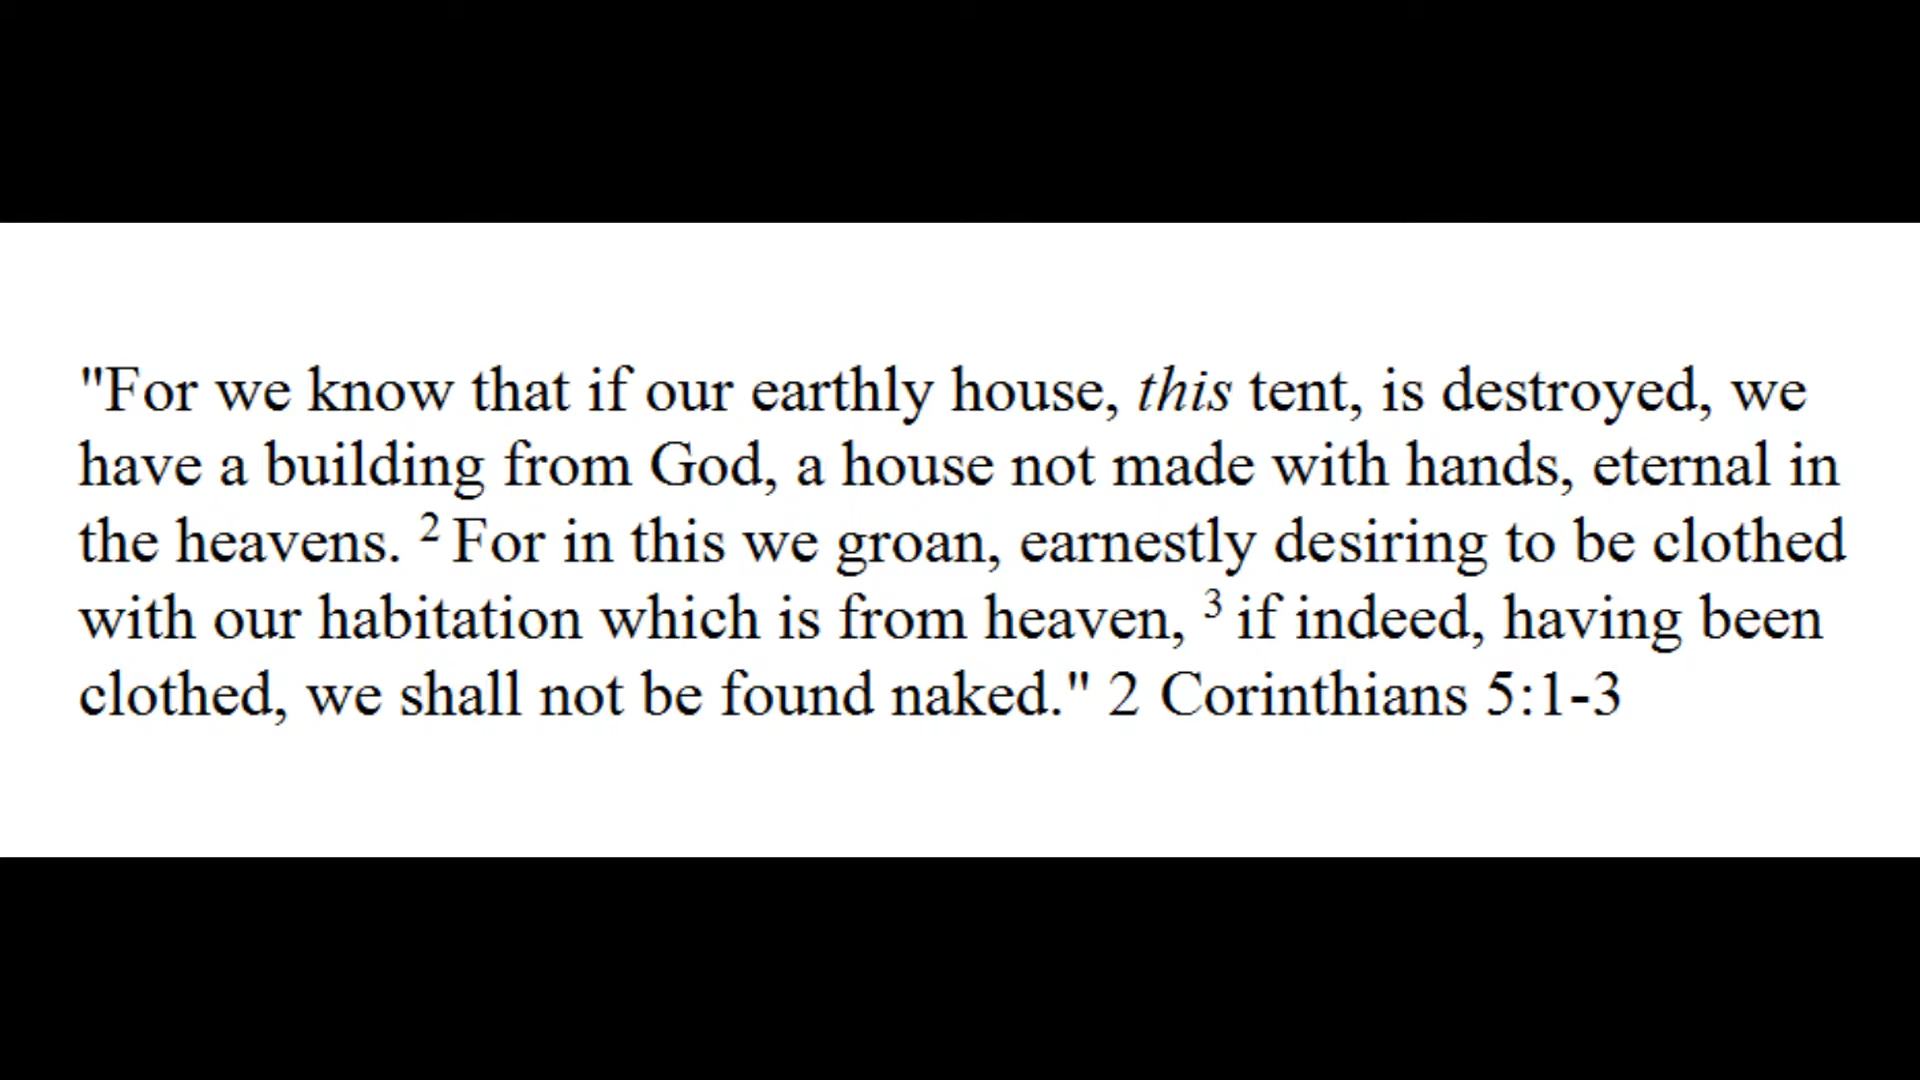 "For we know that if our earthly house, this tent, is destroyed, we
have a building from God, a house not made with hands, eternal in
the heavens. 2 For in this we groan, earnestly desiring to be clothed
with our habitation which is from heaven, 3 if indeed, having been
clothed, we shall not be found naked." 2 Corinthians 5:1-3